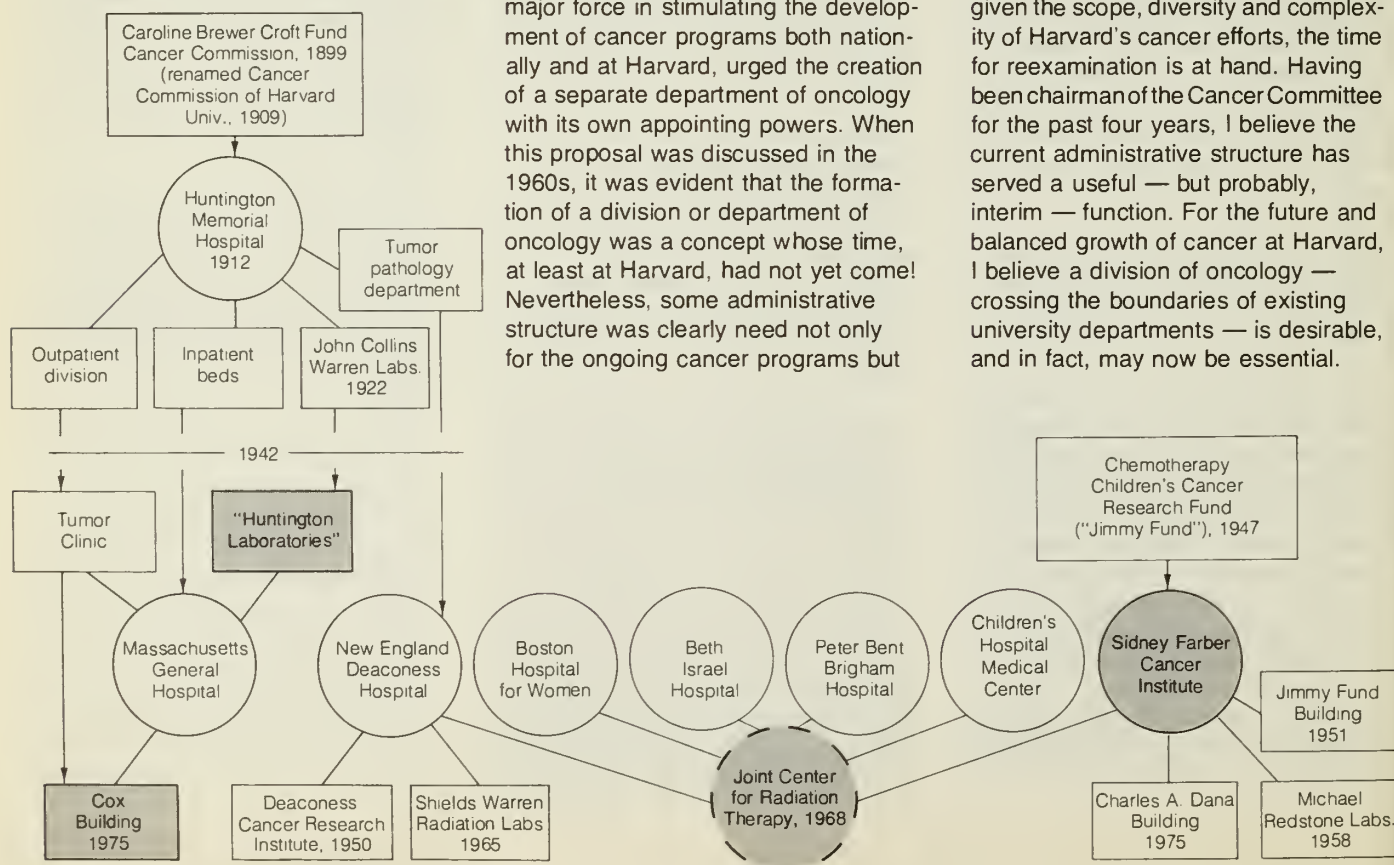 major force in stimulating the develop-
ment of cancer programs both nation-
ally and at Harvard, urged the creation
of a separate department of oncology
with its own appointing powers. When
this proposal was discussed in the
1960s, it was evident that the forma-
tion of a division or department of
oncology was a concept whose time,
at least at Harvard, had not yet come!
Nevertheless, some administrative
structure was clearly need not only
for the ongoing cancer programs but
given the scope, diversity and complex-
ity of Harvard's cancer efforts, the time
for reexamination is at hand. Having
been chairman of the Cancer Committee
for the past four years, I believe the
current administrative structure has
served a useful — but probably,
interim — function. For the future and
balanced growth of cancer at Harvard,
I believe a division of oncology —
crossing the boundaries of existing
university departments — is desirable,
and in fact, may now be essential.
Caroline Brewer Croft Fund
Cancer Commission, 1899
(renamed Cancer
Commission of Harvard
Univ., 1909)
Huntington
Memorial
Hospital
1912
Tumor
pathology
department
Outpatient
division
Inpatient
beds
John Collins
Warren Labs.
1922
1942
Tumor
Clinic
"Huntington
Laboratories"
Chemotherapy
Children's Cancer
Research Fund
("Jimmy Fund"), 1947
Massachusetts
General
Hospital
New England
Deaconess
Hospital
Boston
Hospital
for Women
Beth
Israel
Hospital
Peter Bent
Brigham
Hospital
Children's
Hospital
Medical
Center
Sidney Farber
Cancer
Institute
Jimmy Fund
Building
1951
Cox
Building
1975
Deaconess
Cancer Research
Institute, 1950
Shields Warren
Radiation Labs
1965
Joint Center
for Radiation
Therapy, 1968
Charles A. Dana
Building
1975
Michael
Redstone Labs.
1958